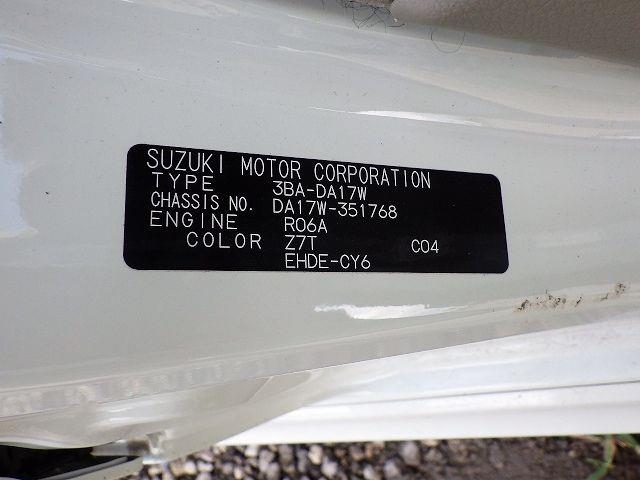 SUZUKI MOTOR CORPORATION
TYPE 3BA-DA17W
CHASSIS NO. DA17W-351768
ENGINE R06A
COLOR Z7T C04
EHDE-CY6